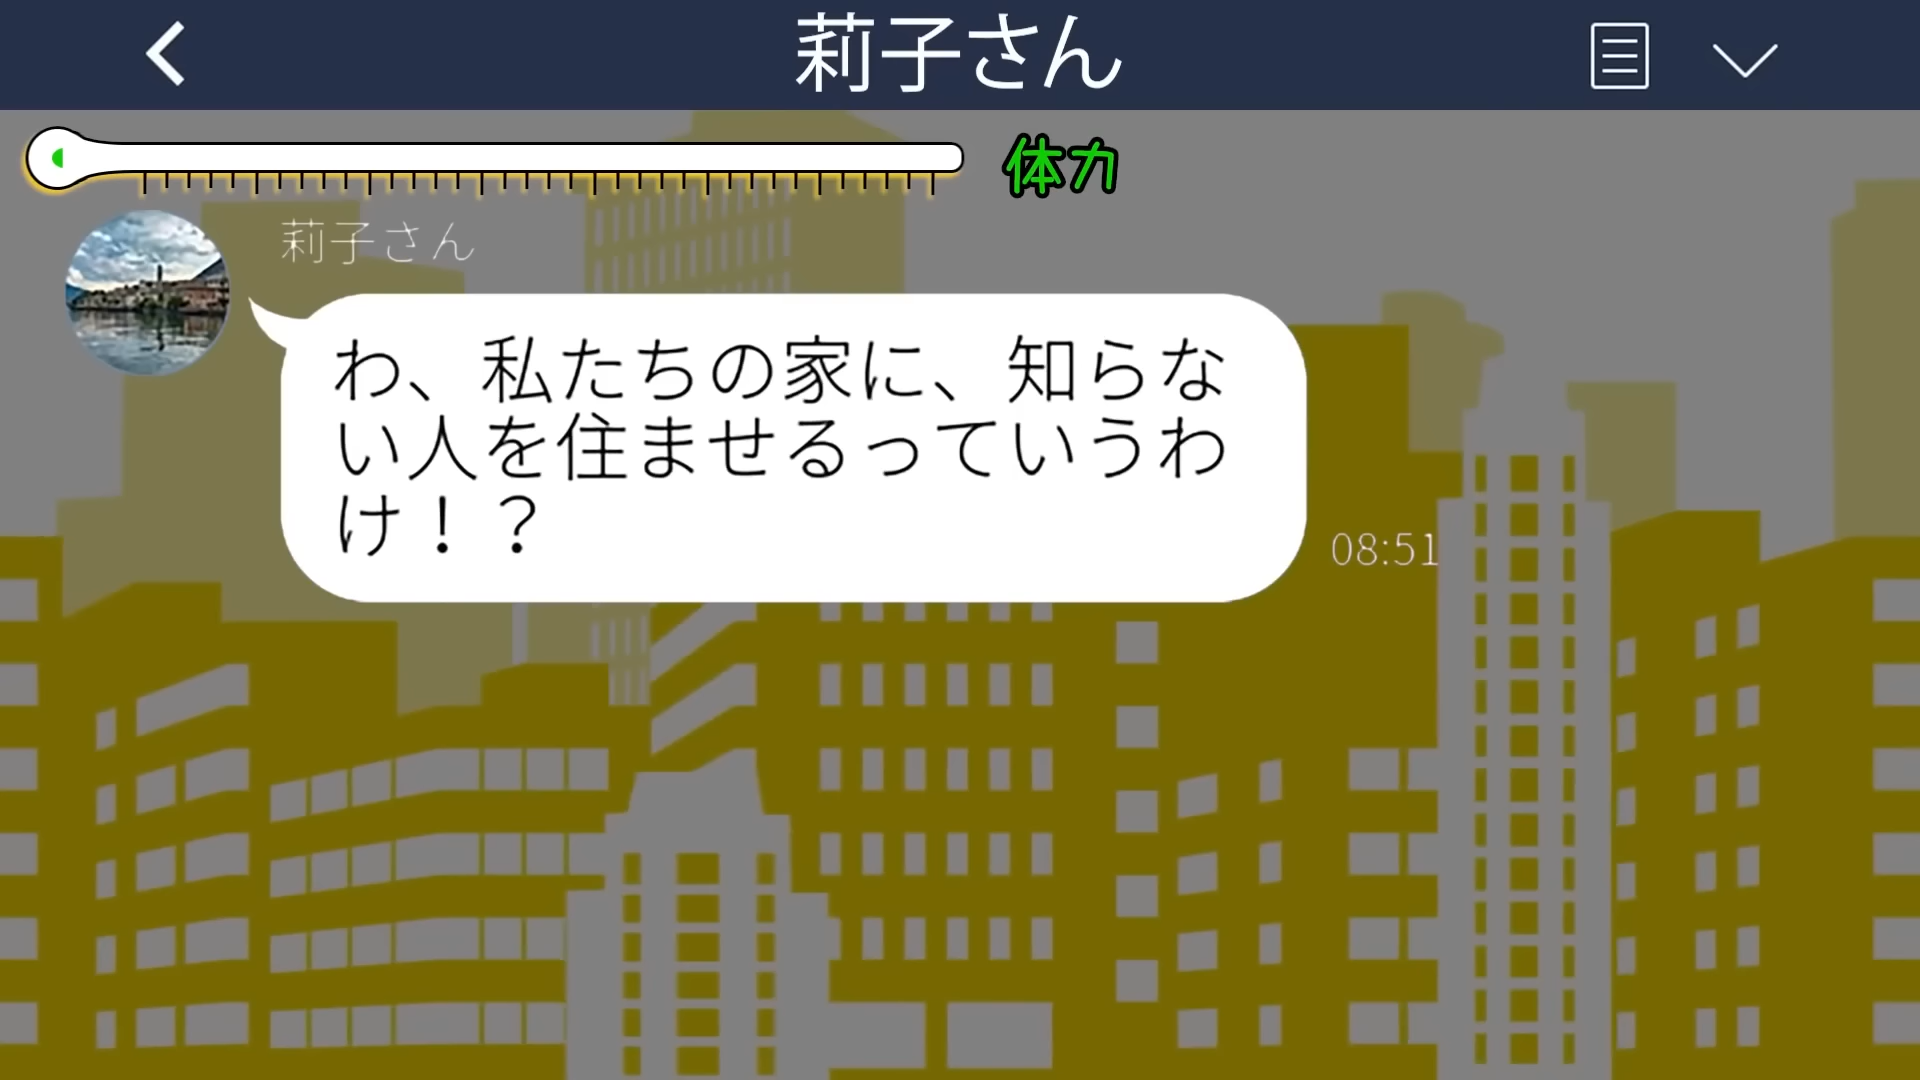 莉子さん
体力
莉子さん
わ、私たちの家に、知らな
い人を住ませるっていうわ
け！？
08:51